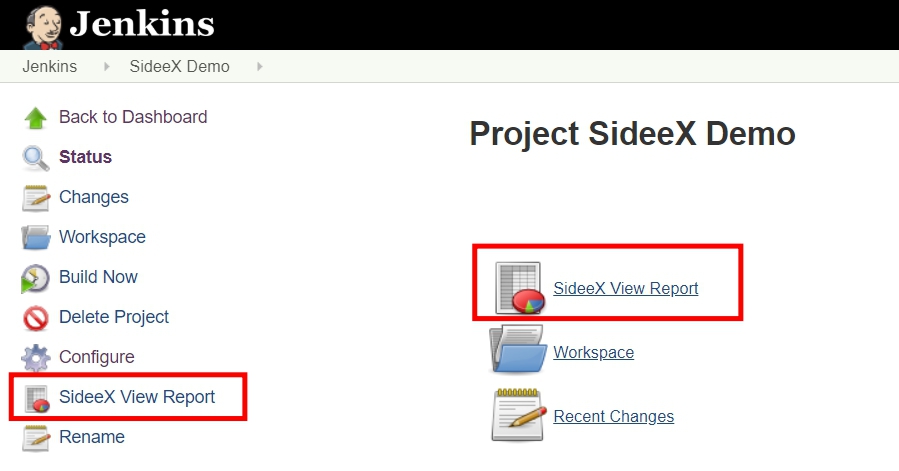 Jenkins
Jenkins SideeX Demo
Back to Dashboard
Status
Changes
Workspace
Build Now
Delete Project
Configure
SideeX View Report
Rename
Project SideeX Demo
SideeX View Report
Workspace
Recent Changes